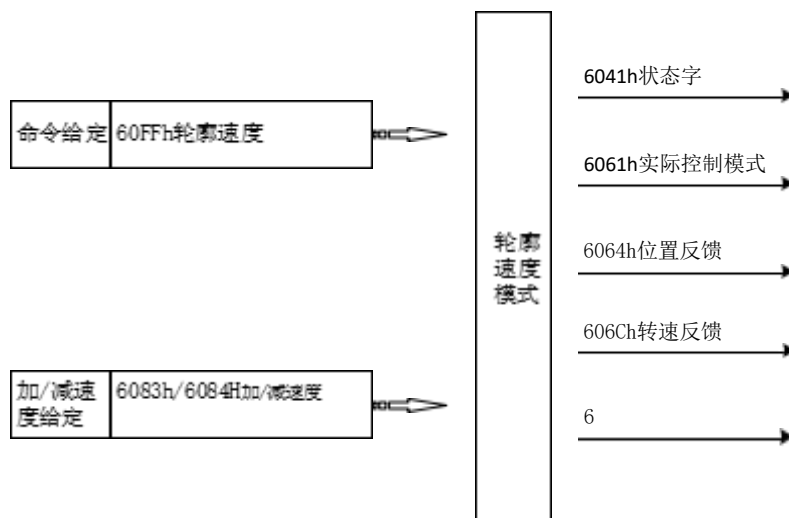 命令给定 60FFh轮廓速度
加/减速
度给定
6083h/6084H加/减速度
轮廓
速度
模式
6041h状态字
6061h实际控制模式
6064h位置反馈
606Ch转速反馈
6